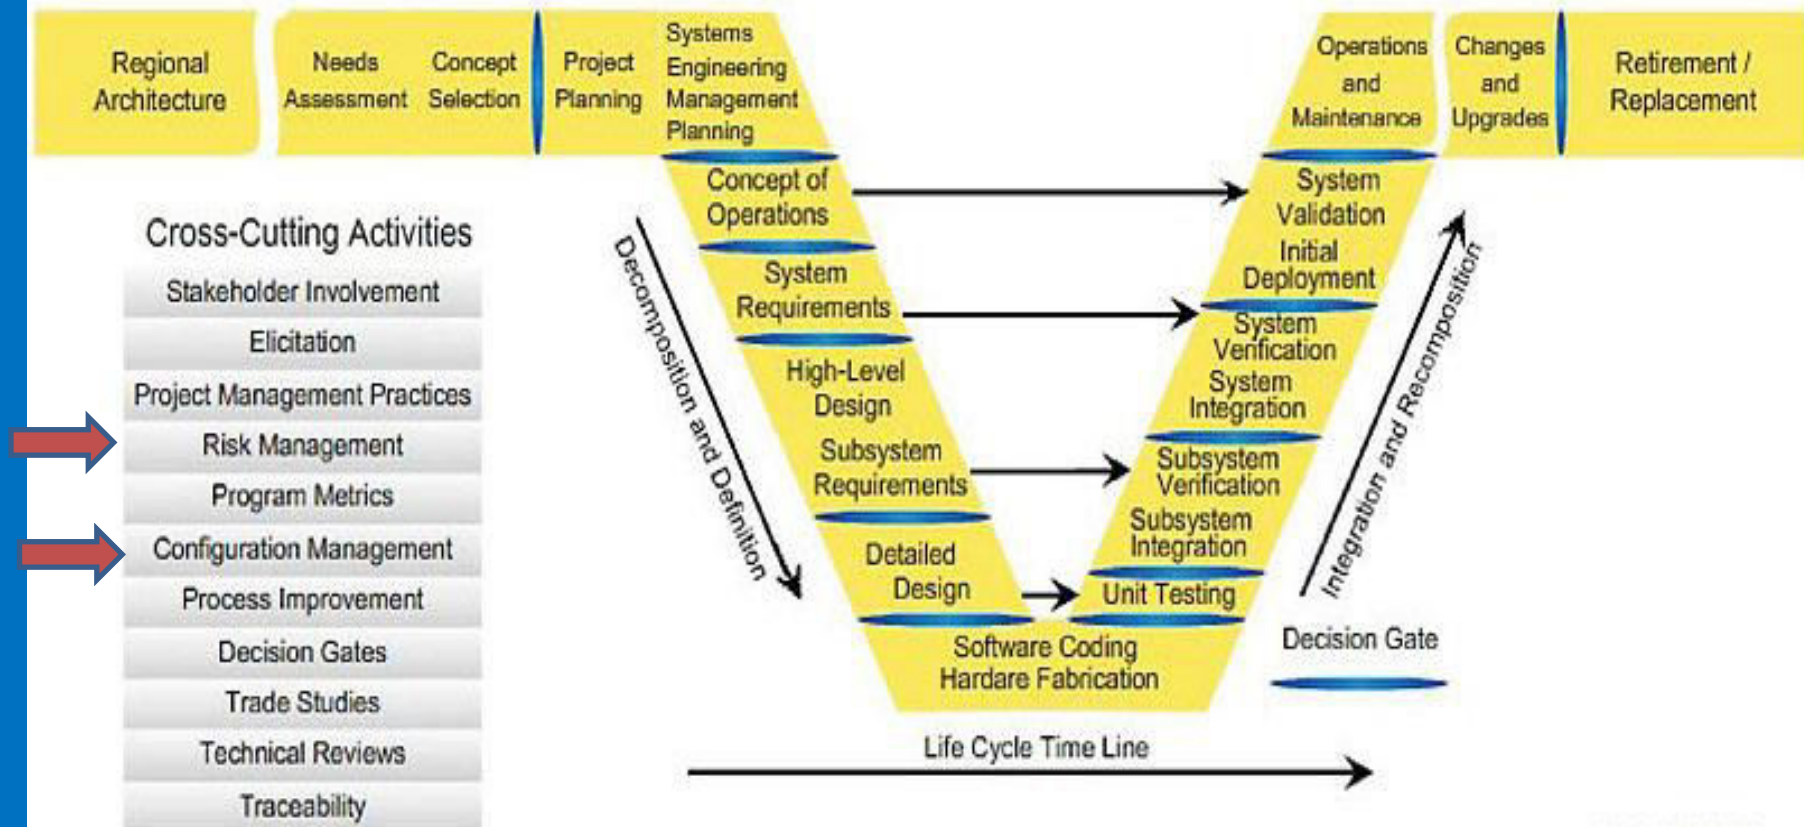 Regional
Architecture
Needs
Assessment
Concept
Selection
Project
Planning
Systems
Engineering
Management
Planning
Operations
and
Maintenance
Changes
and
Upgrades
Retirement /
Replacement
Concept of
Operations
System
Requirements
High-Level
Design
Subsystem
Requirements
Detailed
Design
Software Coding
Hardare Fabrication
Unit Testing
Subsystem
Integration
Subsystem
Verification
System
Integration
System
Verification
Initial
Deployment
System
Validation
Decomposition and Definition
Integration and Recomposition
Decision Gate
Life Cycle Time Line
Cross-Cutting Activities
Stakeholder Involvement
Elicitation
Project Management Practices
Risk Management
Program Metrics
Configuration Management
Process Improvement
Decision Gates
Trade Studies
Technical Reviews
Traceability